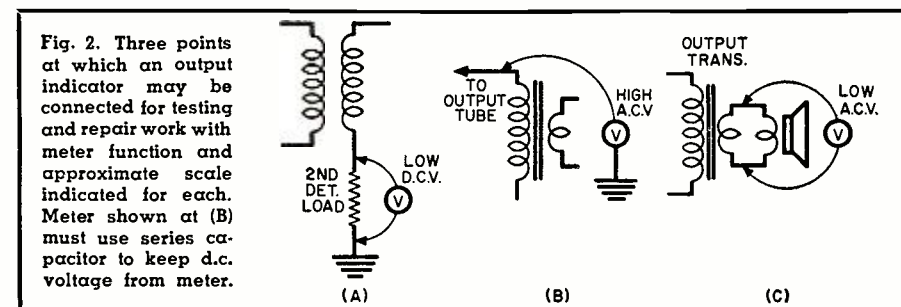 Fig. 2. Three points
at which an output
indicator may be
connected for testing
and repair work with
meter function and
approximate scale
indicated for each.
Meter shown at (B)
must use series ca-
pacitor to keep d.c.
voltage from meter.
2ND
DET.
LOAD
LOW
D.C.V.
V
(A)
TO
OUTPUT
TUBE
HIGH
A.C.V
V
(B)
OUTPUT
TRANS.
LOW
A.C.V.
V
(C)